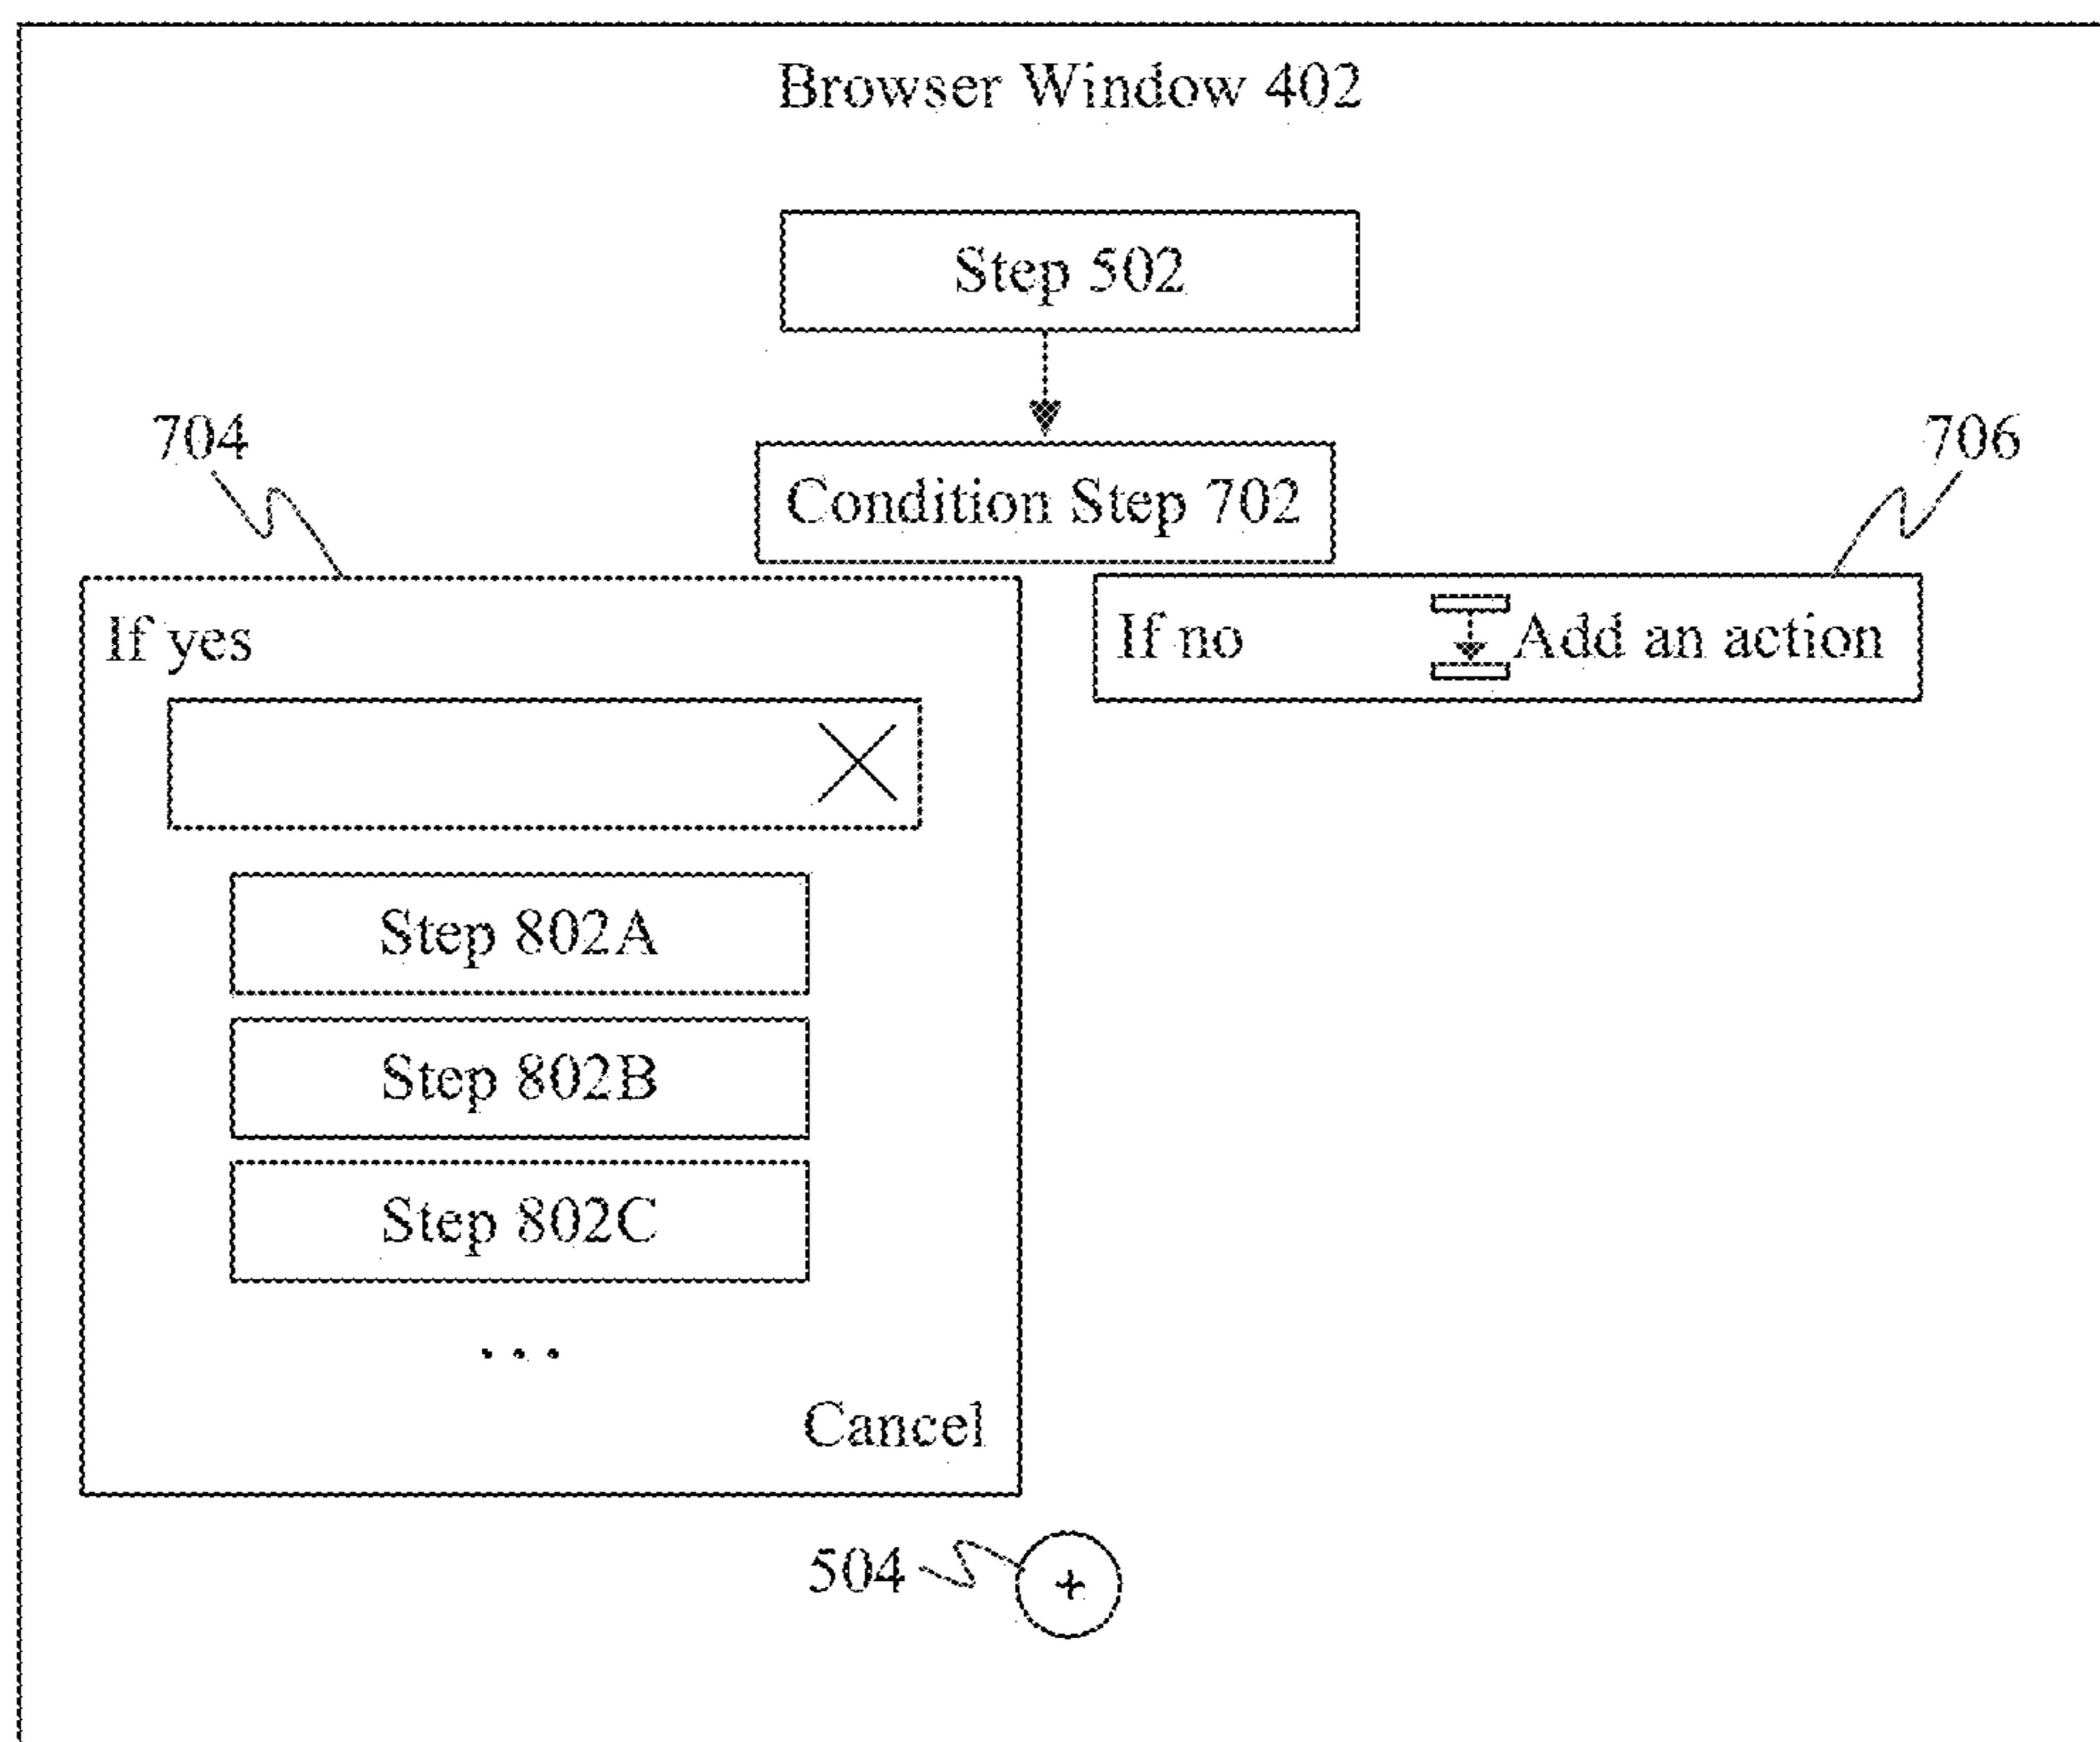 Browser Window 402
Step 502
704
706
Condition Step 702
If yes
If no Add an action
Step 802A
Step 802B
Step 802C
...
Cancel
504 +